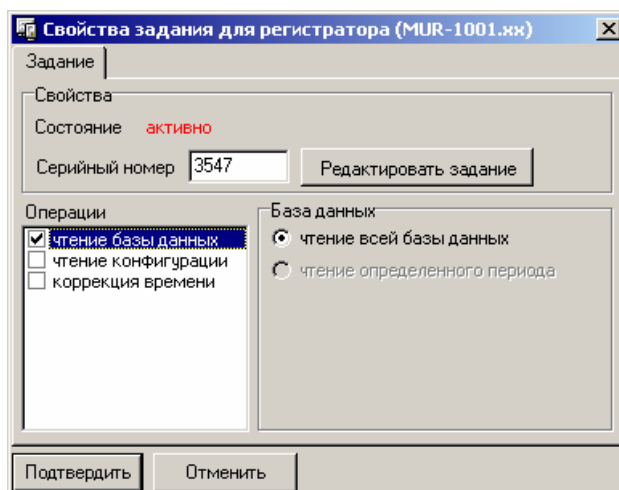 Свойства задания для регистратора (MUR-1001.xx)
Задание
Свойства
Состояние активно
Серийный номер 3547 Редактировать задание
Операции
чтение базы данных
чтение конфигурации
коррекция времени
База данных
чтение всей базы данных
чтение определенного периода
Подтвердить Отменить